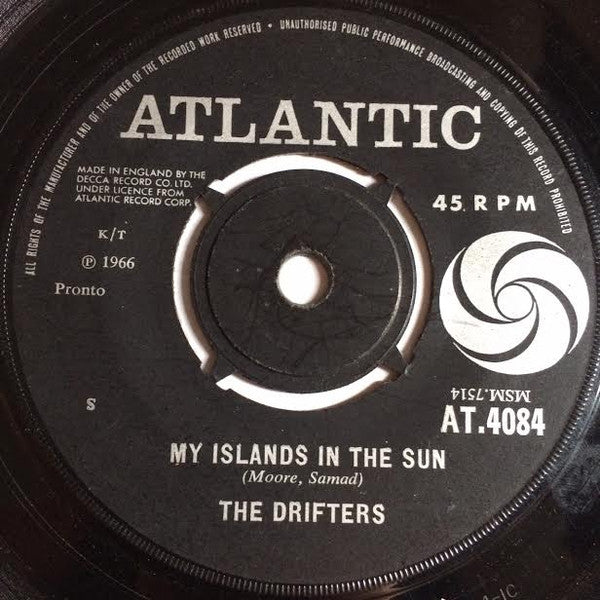 ALL RIGHTS OF THE MANUFACTURER AND OF THE OWNER OF THE RECORDED WORK RESERVED • UNAUTHORISED PUBLIC PERFORMANCE BROADCASTING AND COPYING OF THIS RECORD PROHIBITED
ATLANTIC
MADE IN ENGLAND BY THE
DECCA RECORD CO. LTD.
UNDER LICENCE FROM
ATLANTIC RECORD CORP.
45. RPM
K/T
℗ 1966
Pronto
S
MSM.7514
AT.4084
MY ISLANDS IN THE SUN
(Moore, Samad)
THE DRIFTERS